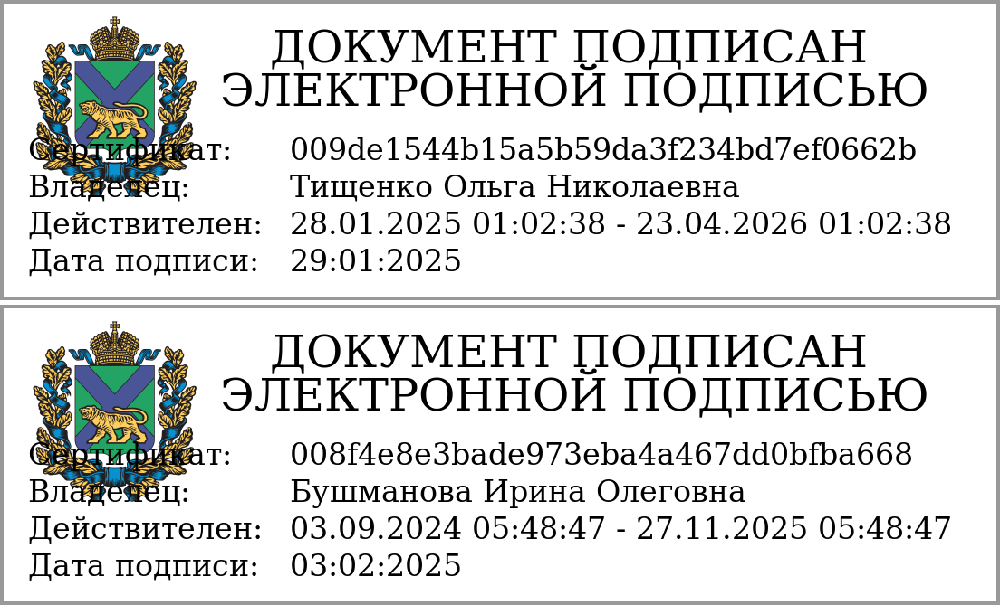 ДОКУМЕНТ ПОДПИСАН
ЭЛЕКТРОННОЙ ПОДПИСЬЮ
Сертификат: 009de1544b15a5b59da3f234bd7ef0662b
Владелец: Тищенко Ольга Николаевна
Действителен: 28.01.2025 01:02:38 - 23.04.2026 01:02:38
Дата подписи: 29:01:2025
ДОКУМЕНТ ПОДПИСАН
ЭЛЕКТРОННОЙ ПОДПИСЬЮ
Сертификат: 008f4e8e3bade973eba4a467dd0bfba668
Владелец: Бушманова Ирина Олеговна
Действителен: 03.09.2024 05:48:47 - 27.11.2025 05:48:47
Дата подписи: 03:02:2025